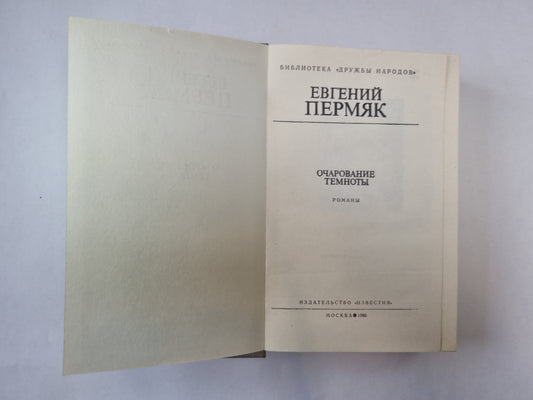 БИБЛИОТЕКА «ДРУЖБЫ НАРОДОВ»
ЕВГЕНИЙ
ПЕРМЯК
ОЧАРОВАНИЕ
ТЕМНОТЫ
РОМАНЫ
ИЗДАТЕЛЬСТВО «ИЗВЕСТИЯ»
МОСКВА ● 1980